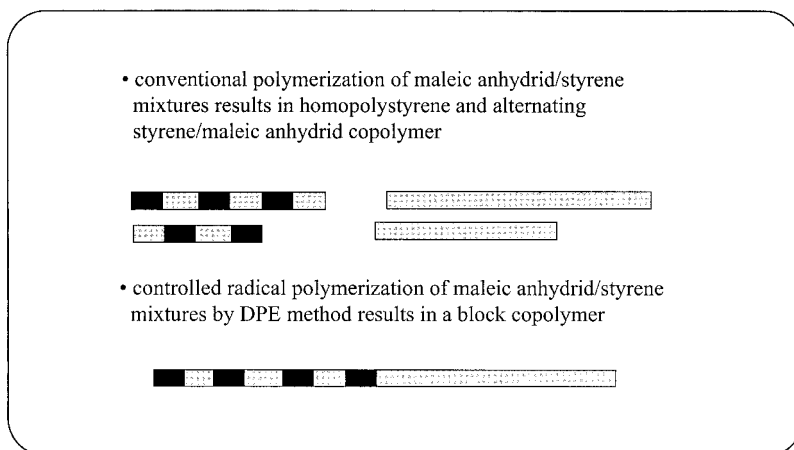 • conventional polymerization of maleic anhydrid/styrene
mixtures results in homopolystyrene and alternating
styrene/maleic anhydrid copolymer
• controlled radical polymerization of maleic anhydrid/styrene
mixtures by DPE method results in a block copolymer